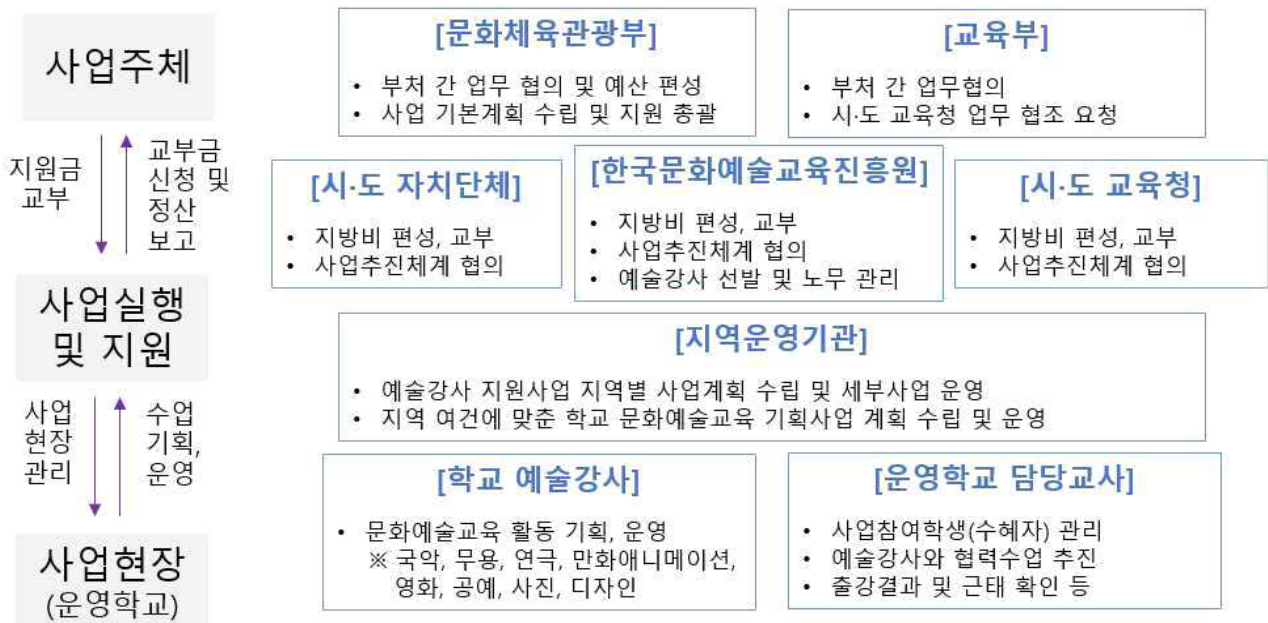 사업주체
[문화체육관광부]
• 부처 간 업무 협의 및 예산 편성
• 사업 기본계획 수립 및 지원 총괄
[교육부]
• 부처 간 업무협의
• 시·도 교육청 업무 협조 요청
지원금
교부
교부금
신청 및
정산
보고
[시·도 자치단체]
• 지방비 편성, 교부
• 사업추진체계 협의
[한국문화예술교육진흥원]
• 지방비 편성, 교부
• 사업추진체계 협의
• 예술강사 선발 및 노무 관리
[시·도 교육청]
• 지방비 편성, 교부
• 사업추진체계 협의
사업실행
및 지원
[지역운영기관]
• 예술강사 지원사업 지역별 사업계획 수립 및 세부사업 운영
• 지역 여건에 맞춘 학교 문화예술교육 기획사업 계획 수립 및 운영
사업
현장
관리
수업
기획,
운영
[학교 예술강사]
• 문화예술교육 활동 기획, 운영
※ 국악, 무용, 연극, 만화애니메이션,
영화, 공예, 사진, 디자인
[운영학교 담당교사]
• 사업참여학생(수혜자) 관리
• 예술강사와 협력수업 추진
• 출강결과 및 근태 확인 등
사업현장
(운영학교)